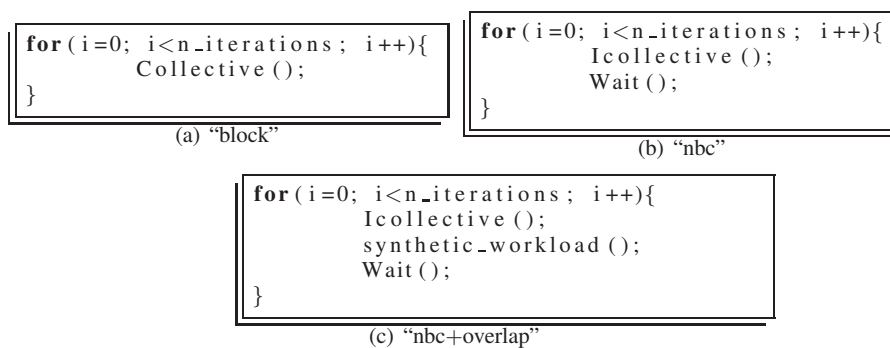 for(i=0; i<n_iterations; i++){
Collective();
}
(a) “block”
for(i=0; i<n_iterations; i++){
Icollective();
Wait();
}
(b) “nbc”
for(i=0; i<n_iterations; i++){
Icollective();
synthetic_workload();
Wait();
}
(c) “nbc+overlap”